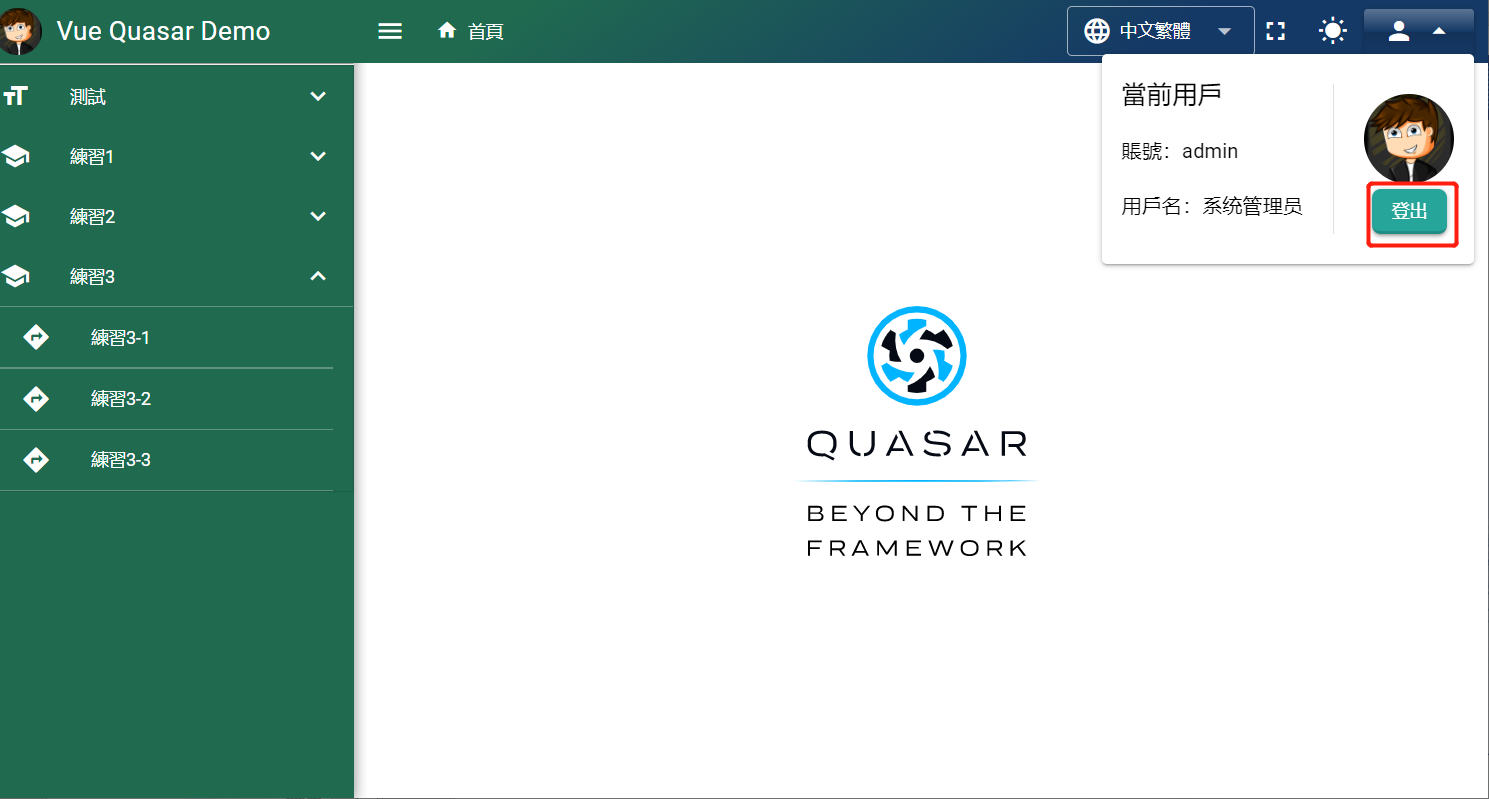 Vue Quasar Demo
首頁
中文繁體
當前用戶
賬號：admin
用戶名：系统管理员
登出
測試
練習1
練習2
練習3
練習3-1
練習3-2
練習3-3
QUASAR
BEYOND THE
FRAMEWORK